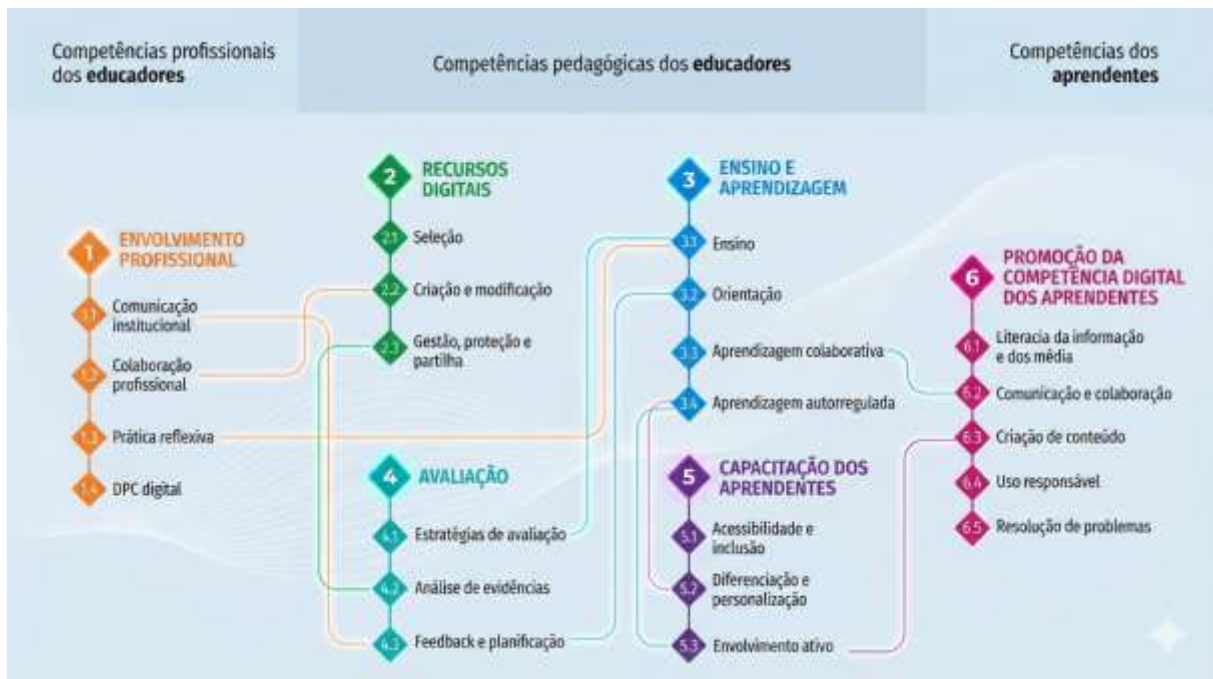 Competências profissionais
dos educadores
Competências pedagógicas dos educadores
Competências dos
aprendentes
1
ENVOLVIMENTO
PROFISSIONAL
1.1
Comunicação
institucional
1.2
Colaboração
profissional
1.3
Prática reflexiva
1.4
DPC digital
2
RECURSOS
DIGITAIS
2.1
Seleção
2.2
Criação e modificação
2.3
Gestão, proteção e
partilha
3
ENSINO E
APRENDIZAGEM
3.1
Ensino
3.2
Orientação
3.3
Aprendizagem colaborativa
3.4
Aprendizagem autorregulada
4
AVALIAÇÃO
4.1
Estratégias de avaliação
4.2
Análise de evidências
4.3
Feedback e planificação
5
CAPACITAÇÃO DOS
APRENDENTES
5.1
Acessibilidade e
inclusão
5.2
Diferenciação e
personalização
5.3
Envolvimento ativo
6
PROMOÇÃO DA
COMPETÊNCIA DIGITAL
DOS APRENDENTES
6.1
Literacia da informação
e dos média
6.2
Comunicação e colaboração
6.3
Criação de conteúdo
6.4
Uso responsável
6.5
Resolução de problemas